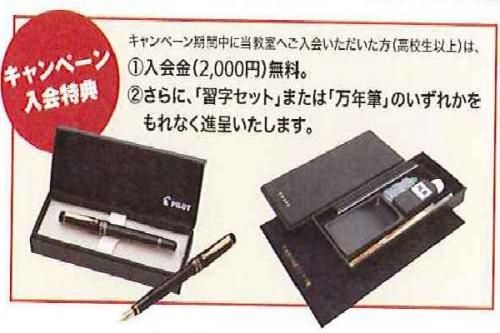 キャンペーン
入会特典
キャンペーン期間中に当教室へご入会いただいた方(高校生以上)は、
①入会金(2,000円)無料。
②さらに、「習字セット」または「万年筆」のいずれかを
もれなく進呈いたします。
PILOT